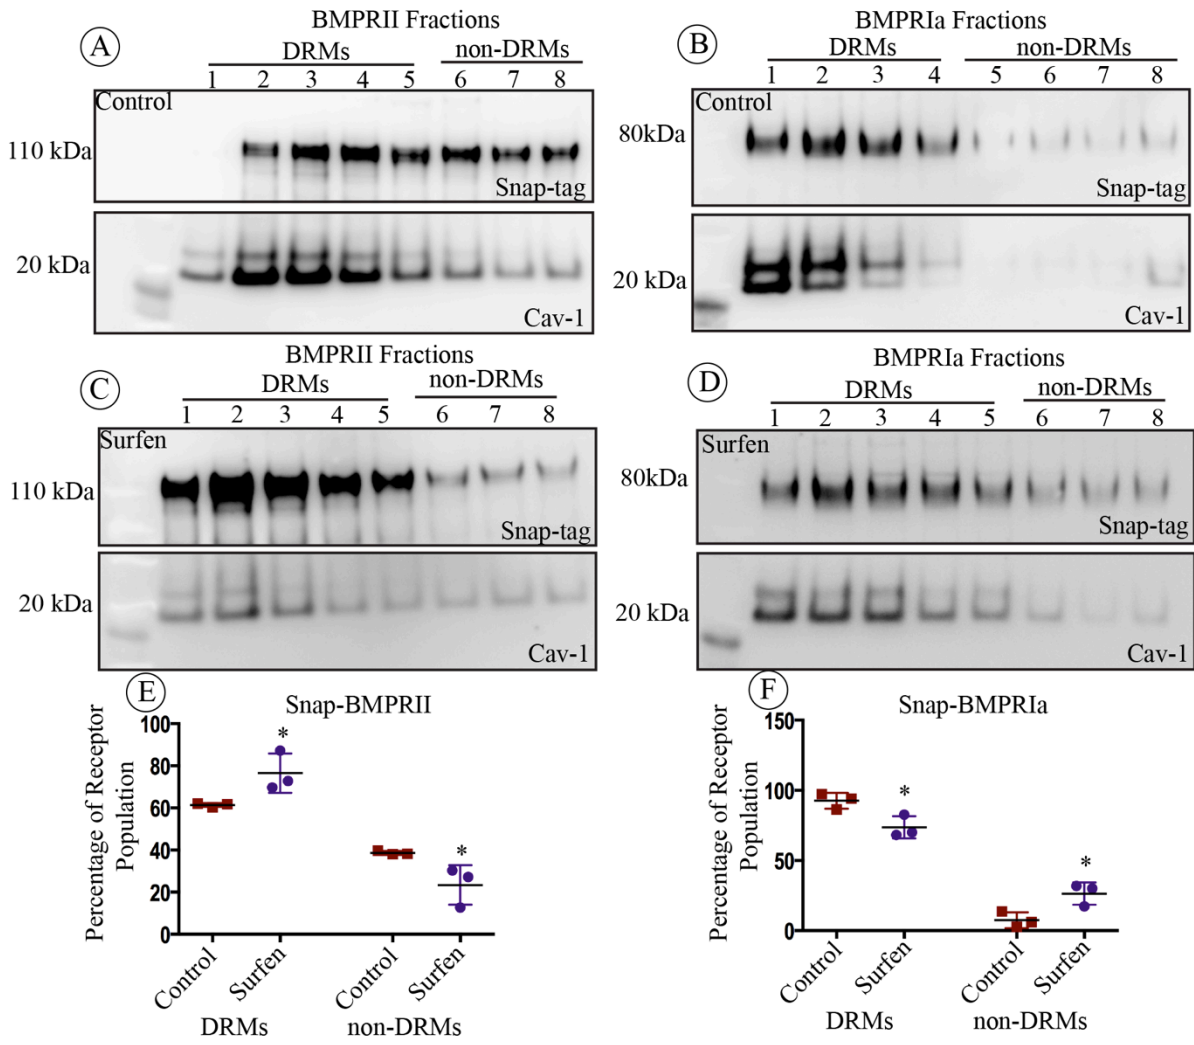 A
BMPRII Fractions
DRMs
non-DRMs
1 2 3 4 5 6 7 8
Control
110 kDa
Snap-tag
20 kDa
Cav-1
B
BMPRIa Fractions
DRMs
non-DRMs
1 2 3 4 5 6 7 8
Control
80kDa
Snap-tag
20 kDa
Cav-1
C
BMPRII Fractions
DRMs
non-DRMs
1 2 3 4 5 6 7 8
Surfen
110 kDa
Snap-tag
20 kDa
Cav-1
D
BMPRIa Fractions
DRMs
non-DRMs
1 2 3 4 5 6 7 8
Surfen
80kDa
Snap-tag
20 kDa
Cav-1
E
Snap-BMPRII
Percentage of Receptor
Population
100
80
60
40
20
0
*
*
Control Surfen Control Surfen
DRMs non-DRMs
F
Snap-BMPRIa
Percentage of Receptor
Population
150
100
50
0
*
*
Control Surfen Control Surfen
DRMs non-DRMs